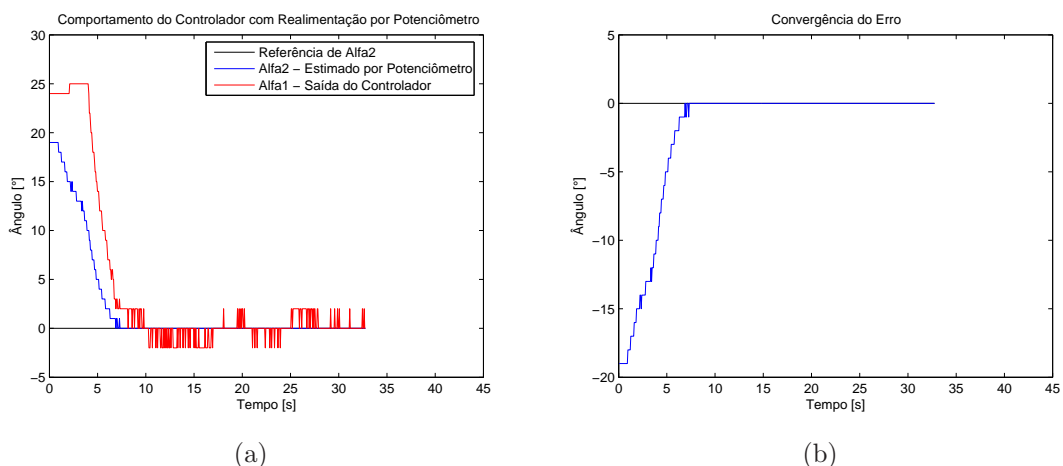 Comportamento do Controlador com Realimentação por Potenciômetro
30
25
20
15
10
5
0
−5
Ângulo [°]
Referência de Alfa2
Alfa2 − Estimado por Potenciômetro
Alfa1 − Saída do Controlador
0 5 10 15 20 25 30 35 40 45
Tempo [s]
(a)
Convergência do Erro
5
0
−5
−10
−15
−20
Ângulo [°]
0 5 10 15 20 25 30 35 40 45
Tempo [s]
(b)